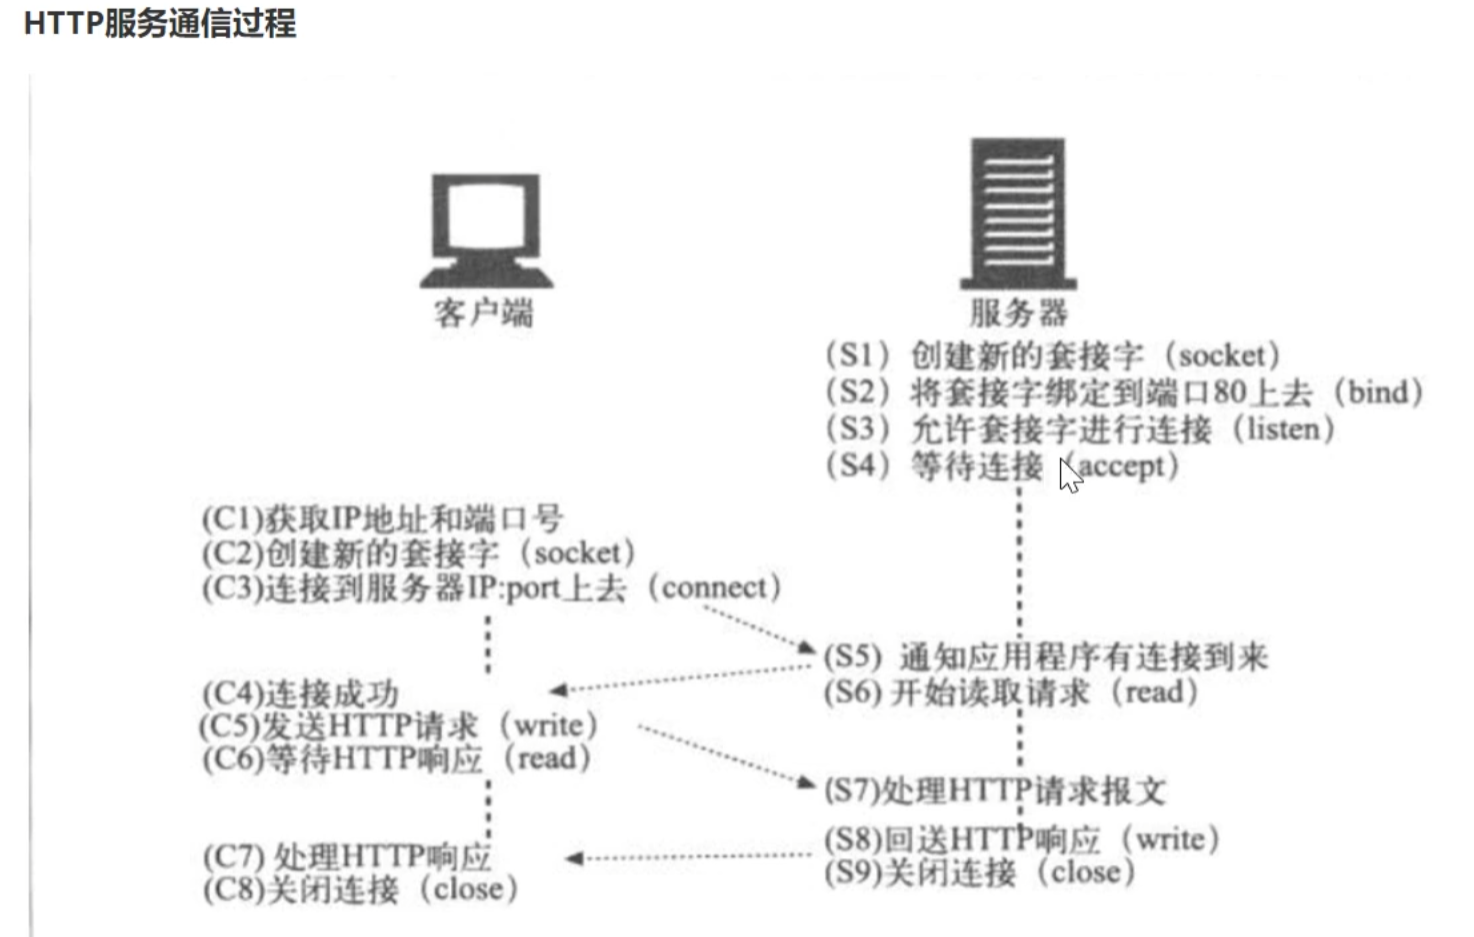 HTTP服务通信过程
客户端
服务器
（S1）创建新的套接字（socket）
（S2）将套接字绑定到端口80上去（bind）
（S3）允许套接字进行连接（listen）
（S4）等待连接（accept）
(C1)获取IP地址和端口号
(C2)创建新的套接字（socket）
(C3)连接到服务器IP:port上去（connect）
(S5）通知应用程序有连接到来
(S6) 开始读取请求（read）
(C4)连接成功
(C5)发送HTTP请求（write）
(C6)等待HTTP响应（read）
(S7)处理HTTP请求报文
(S8)回送HTTP响应（write）
(S9)关闭连接（close）
(C7) 处理HTTP响应
(C8)关闭连接（close）